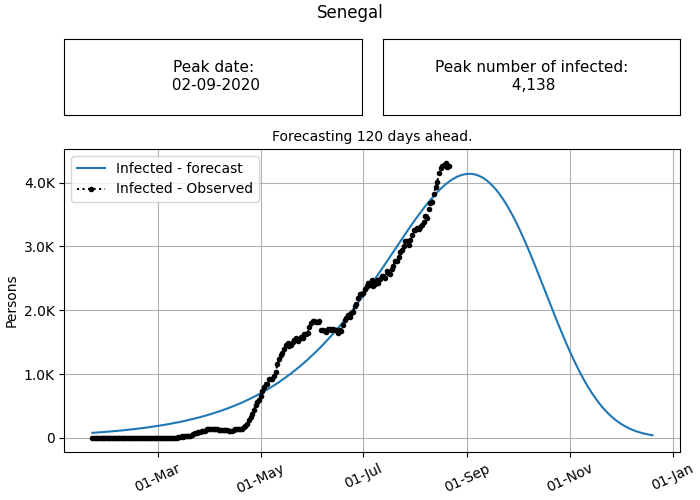 Senegal
Peak date:
02-09-2020
Peak number of infected:
4,138
Forecasting 120 days ahead.
Infected - forecast
Infected - Observed
Persons
4.0K
3.0K
2.0K
1.0K
0
01-Mar
01-May
01-Jul
01-Sep
01-Nov
01-Jan